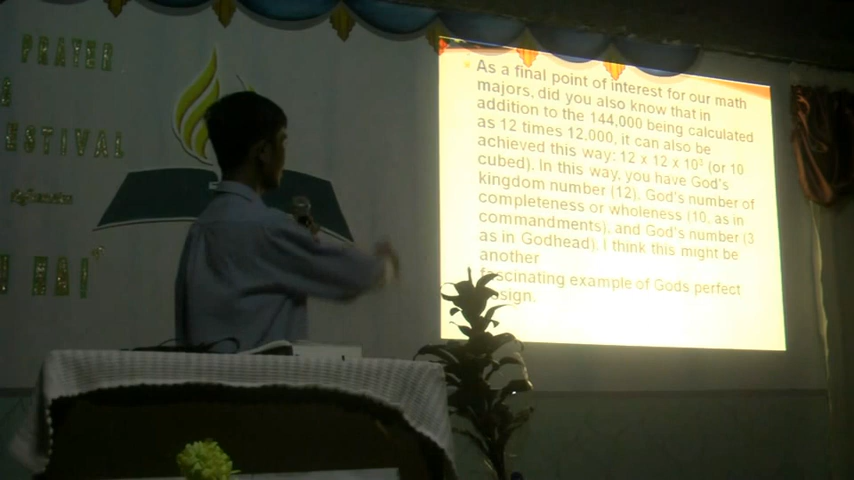 PRAYER
ESTIVAL
As a final point of interest for our math
majors, did you also know that in
addition to the 144,000 being calculated
as 12 times 12,000, it can also be
achieved this way: 12 x 12 x 10³ (or 10
cubed). In this way, you have God's
kingdom number (12), God's number of
completeness or wholeness (10, as in
commandments), and God's number (3
as in Godhead). I think this might be
another
fascinating example of Gods perfect
sign.